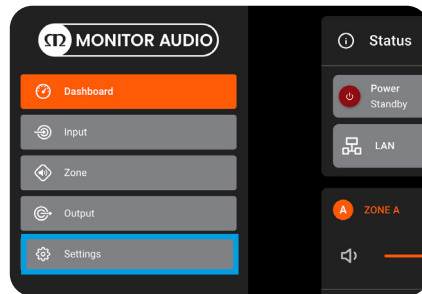 MONITOR AUDIO
Dashboard
Input
Zone
Output
Settings
Status
Power
Standby
LAN
A ZONE A